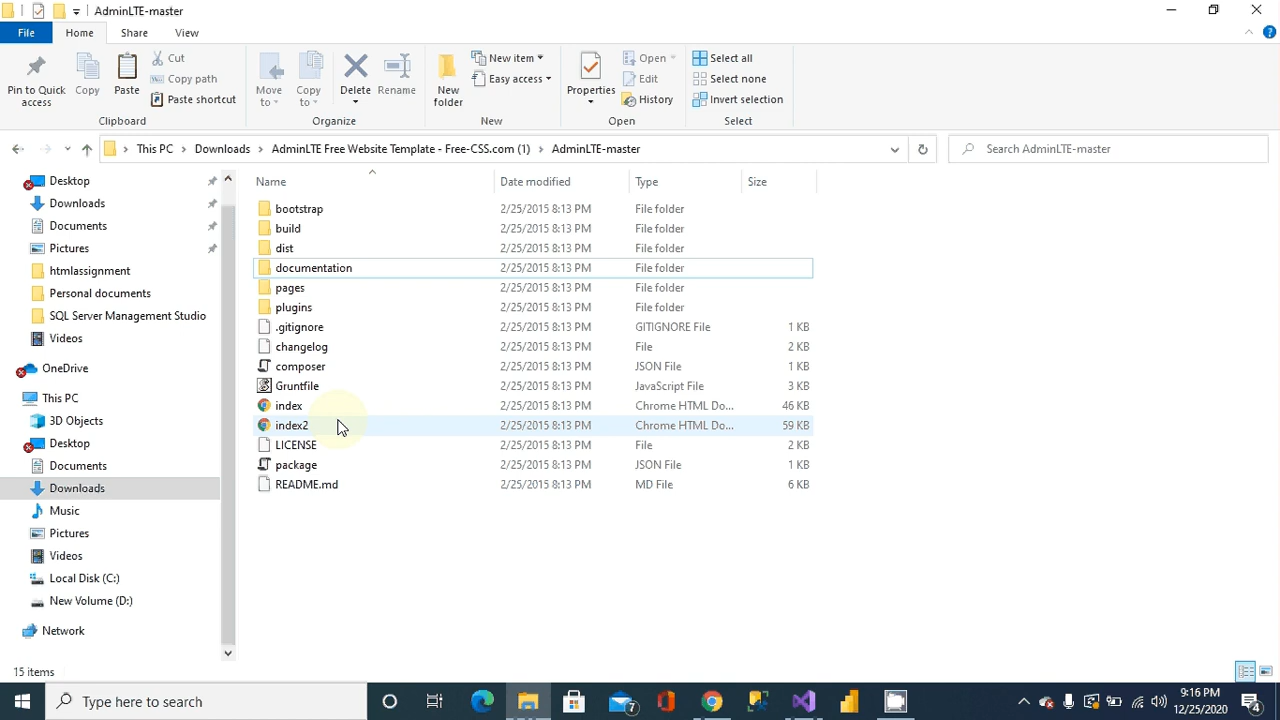 AdminLTE-master
File Home Share View
Pin to Quick access
Copy
Paste
Cut
Copy path
Paste shortcut
Clipboard
Move to
Copy to
Delete
Rename
Organize
New folder
New item
Easy access
New
Properties
Open
Edit
History
Open
Select all
Select none
Invert selection
Select
This PC > Downloads > AdminLTE Free Website Template - Free-CSS.com (1) > AdminLTE-master
Search AdminLTE-master
Desktop
Downloads
Documents
Pictures
htmlassignment
Personal documents
SQL Server Management Studio
Videos
OneDrive
This PC
3D Objects
Desktop
Documents
Downloads
Music
Pictures
Videos
Local Disk (C:)
New Volume (D:)
Network
Name Date modified Type Size
bootstrap 2/25/2015 8:13 PM File folder
build 2/25/2015 8:13 PM File folder
dist 2/25/2015 8:13 PM File folder
documentation 2/25/2015 8:13 PM File folder
pages 2/25/2015 8:13 PM File folder
plugins 2/25/2015 8:13 PM File folder
.gitignore 2/25/2015 8:13 PM GITIGNORE File 1 KB
changelog 2/25/2015 8:13 PM File 2 KB
composer 2/25/2015 8:13 PM JSON File 1 KB
Gruntfile 2/25/2015 8:13 PM JavaScript File 3 KB
index 2/25/2015 8:13 PM Chrome HTML Do... 46 KB
index2 2/25/2015 8:13 PM Chrome HTML Do... 59 KB
LICENSE 2/25/2015 8:13 PM File 2 KB
package 2/25/2015 8:13 PM JSON File 1 KB
README.md 2/25/2015 8:13 PM MD File 6 KB
15 items
Type here to search
7
9:16 PM
12/25/2020
4